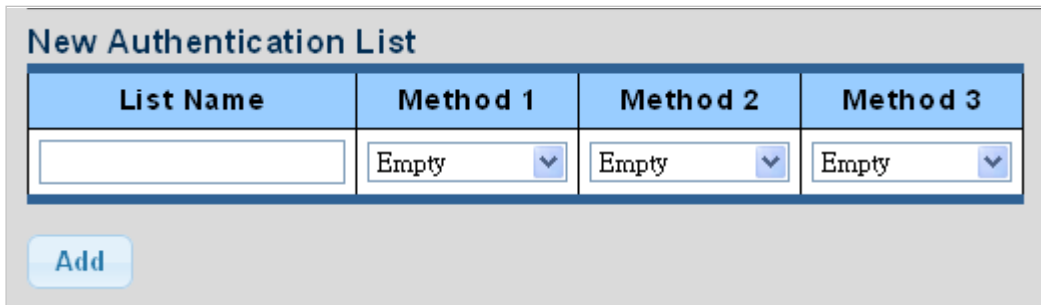 New Authentication List
List Name Method 1 Method 2 Method 3
Empty Empty Empty
Add